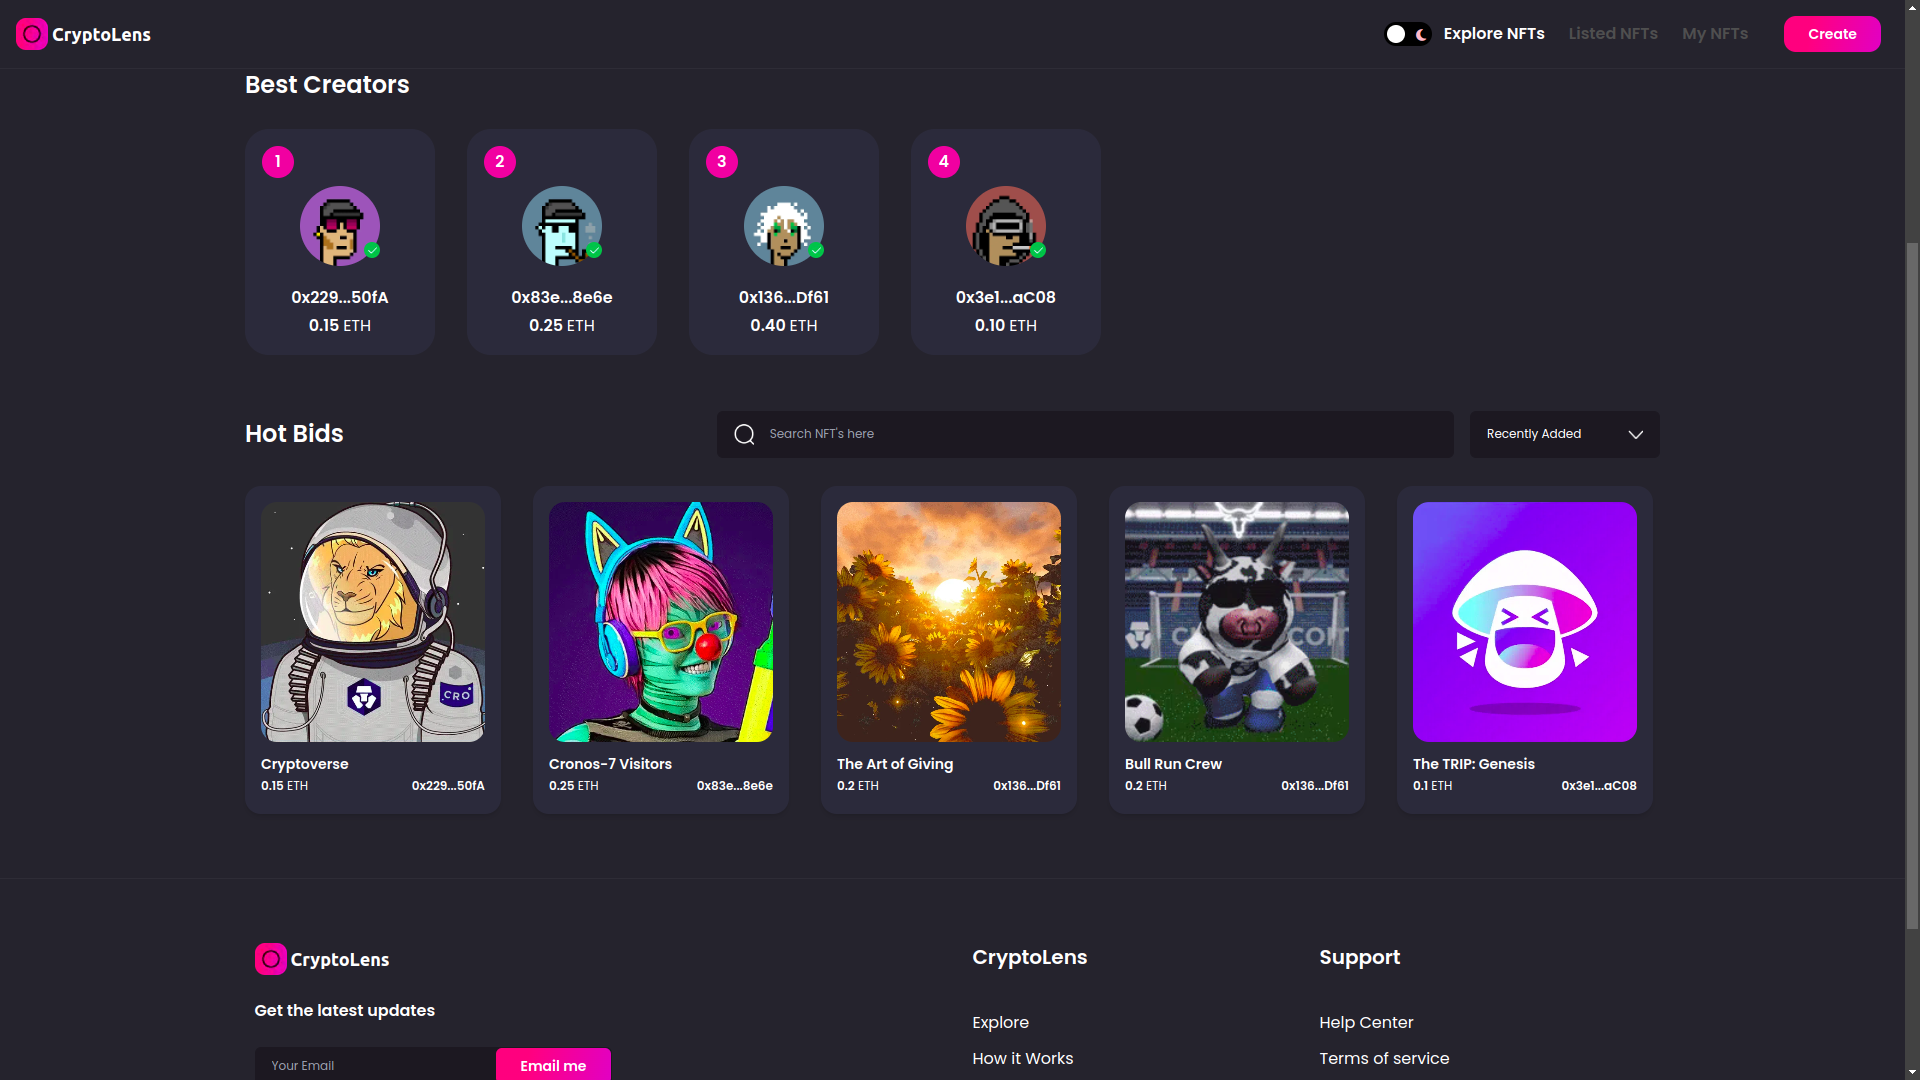 CryptoLens
Explore NFTs
Listed NFTs
My NFTs
Create
Best Creators
1
2
3
4
0x229...50fA
0x83e...8e6e
0x136...Df61
0x3e1...aC08
0.15 ETH
0.25 ETH
0.40 ETH
0.10 ETH
Hot Bids
Search NFT's here
Recently Added
CRO
Cryptoverse
Cronos-7 Visitors
The Art of Giving
Bull Run Crew
The TRIP: Genesis
0.15 ETH
0x229...50fA
0.25 ETH
0x83e...8e6e
0.2 ETH
0x136...Df61
0.2 ETH
0x136...Df61
0.1 ETH
0x3e1...aC08
CryptoLens
CryptoLens
Support
Get the latest updates
Explore
Help Center
Your Email
Email me
How it Works
Terms of service